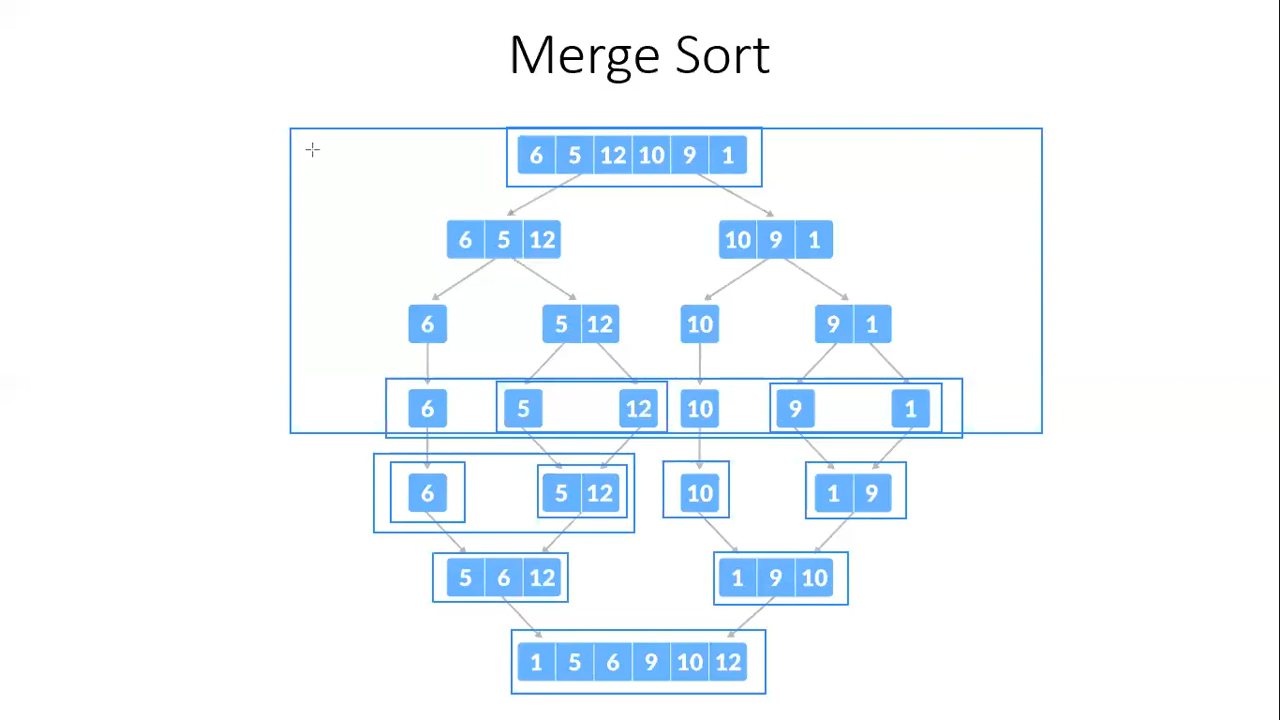 Merge Sort
6 5 12 10 9 1
6 5 12 10 9 1
6 5 12 10 9 1
6 5 12 10 9 1
6 5 12 10 1 9
5 6 12 1 9 10
1 5 6 9 10 12